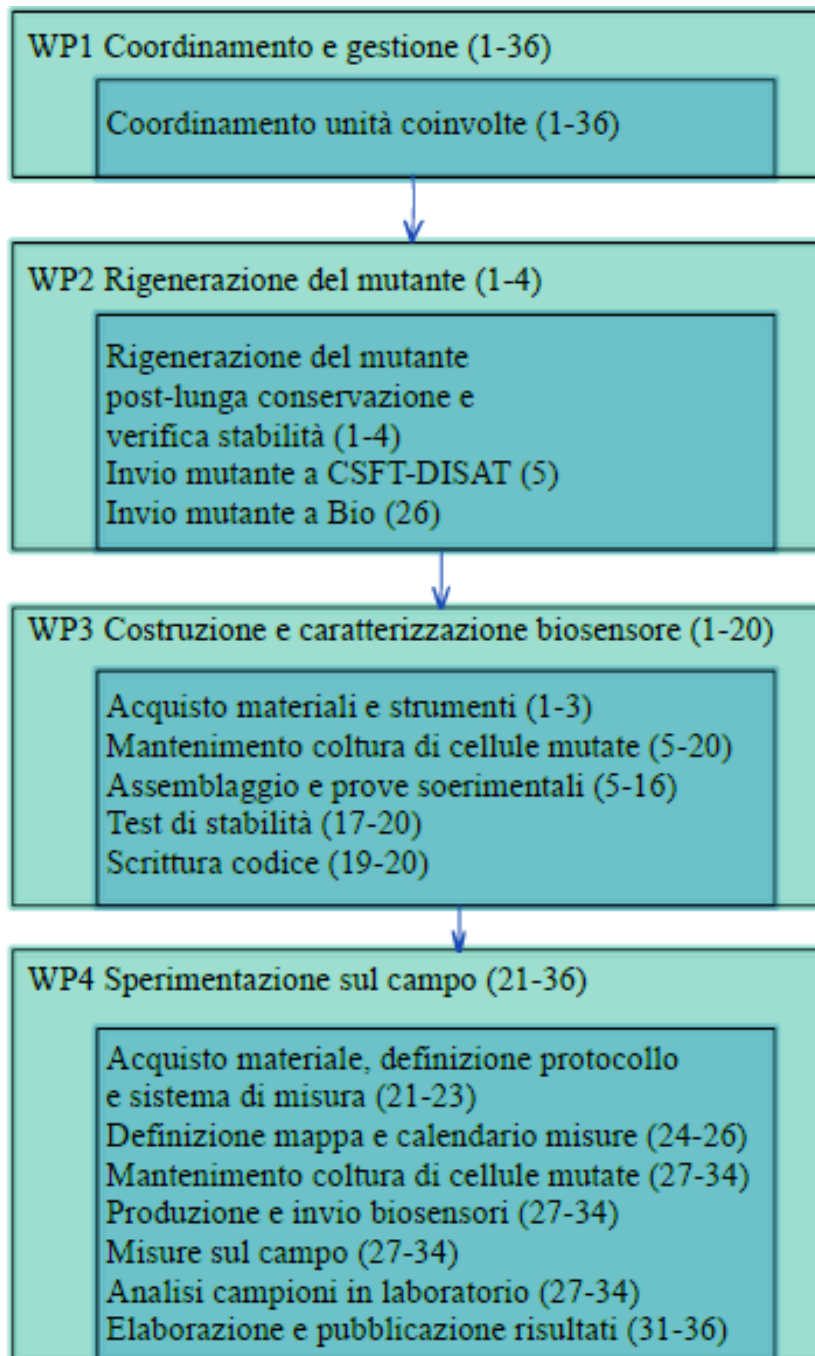 WP1 Coordinamento e gestione (1-36)
Coordinamento unità coinvolte (1-36)
WP2 Rigenerazione del mutante (1-4)
Rigenerazione del mutante
post-lunga conservazione e
verifica stabilità (1-4)
Invio mutante a CSFT-DISAT (5)
Invio mutante a Bio (26)
WP3 Costruzione e caratterizzazione biosensore (1-20)
Acquisto materiali e strumenti (1-3)
Mantenimento coltura di cellule mutate (5-20)
Assemblaggio e prove soerimentali (5-16)
Test di stabilità (17-20)
Scrittura codice (19-20)
WP4 Sperimentazione sul campo (21-36)
Acquisto materiale, definizione protocollo
e sistema di misura (21-23)
Definizione mappa e calendario misure (24-26)
Mantenimento coltura di cellule mutate (27-34)
Produzione e invio biosensori (27-34)
Misure sul campo (27-34)
Analisi campioni in laboratorio (27-34)
Elaborazione e pubblicazione risultati (31-36)